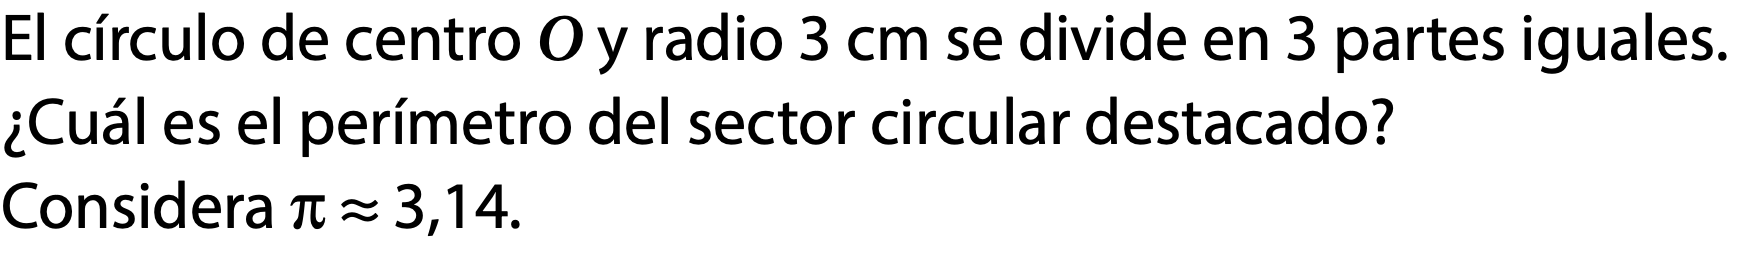 El círculo de centro O y radio 3 cm se divide en 3 partes iguales.
¿Cuál es el perímetro del sector circular destacado?
Considera π ≈ 3,14.